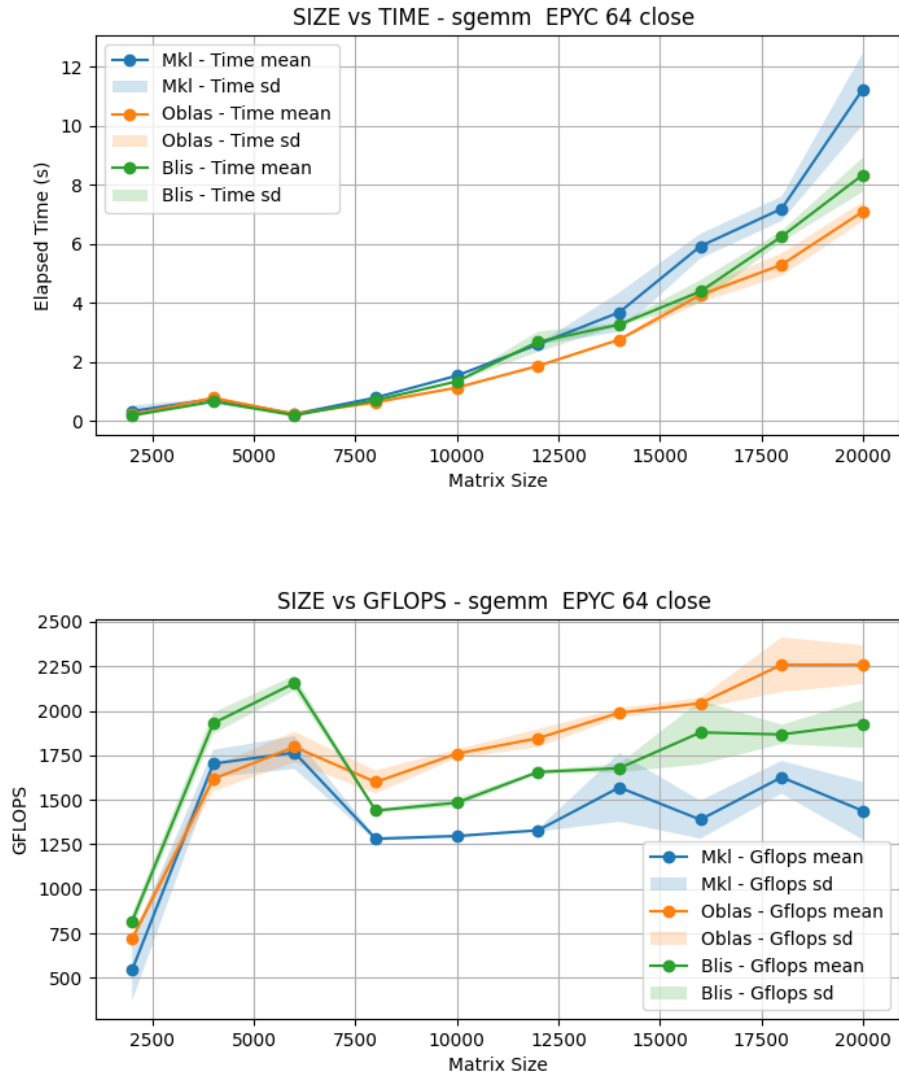 SIZE vs TIME - sgemm  EPYC 64 close
Mkl - Time mean
Mkl - Time sd
Oblas - Time mean
Oblas - Time sd
Blis - Time mean
Blis - Time sd
12
10
8
6
4
2
0
Elapsed Time (s)
2500 5000 7500 10000 12500 15000 17500 20000
Matrix Size
SIZE vs GFLOPS - sgemm  EPYC 64 close
2500
2250
2000
1750
1500
1250
1000
750
500
GFLOPS
Mkl - Gflops mean
Mkl - Gflops sd
Oblas - Gflops mean
Oblas - Gflops sd
Blis - Gflops mean
Blis - Gflops sd
2500 5000 7500 10000 12500 15000 17500 20000
Matrix Size